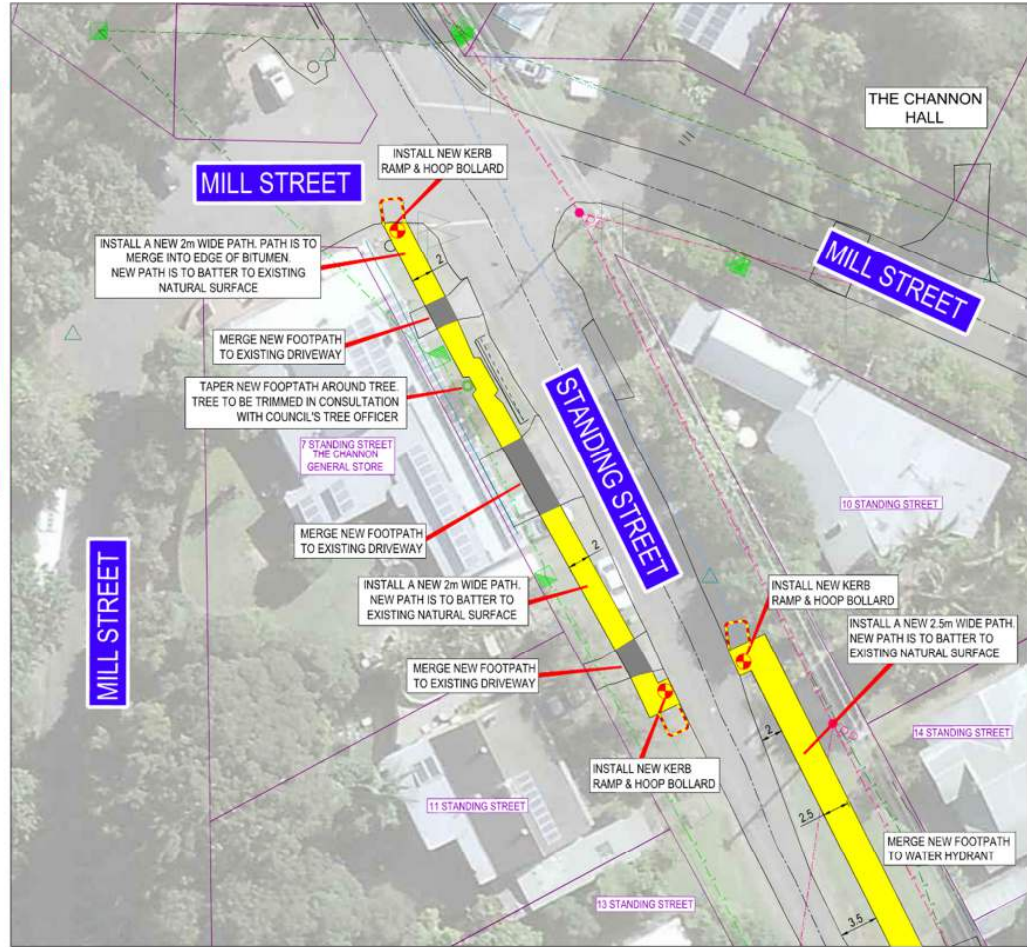 THE CHANNON
HALL
INSTALL NEW KERB
RAMP & HOOP BOLLARD
MILL STREET
INSTALL A NEW 2m WIDE PATH. PATH IS TO
MERGE INTO EDGE OF BITUMEN.
NEW PATH IS TO BATTER TO EXISTING
NATURAL SURFACE
2
MILL STREET
MERGE NEW FOOTPATH
TO EXISTING DRIVEWAY
TAPER NEW FOOPTATH AROUND TREE.
TREE TO BE TRIMMED IN CONSULTATION
WITH COUNCIL'S TREE OFFICER
STANDING STREET
7 STANDING STREET
THE CHANNON
GENERAL STORE
10 STANDING STREET
MERGE NEW FOOTPATH
TO EXISTING DRIVEWAY
2
INSTALL A NEW 2m WIDE PATH.
NEW PATH IS TO BATTER TO
EXISTING NATURAL SURFACE
INSTALL NEW KERB
RAMP & HOOP BOLLARD
INSTALL A NEW 2.5m WIDE PATH.
NEW PATH IS TO BATTER TO
EXISTING NATURAL SURFACE
MILL STREET
MERGE NEW FOOTPATH
TO EXISTING DRIVEWAY
2
14 STANDING STREET
INSTALL NEW KERB
RAMP & HOOP BOLLARD
11 STANDING STREET
2.5
MERGE NEW FOOTPATH
TO WATER HYDRANT
13 STANDING STREET
3.5